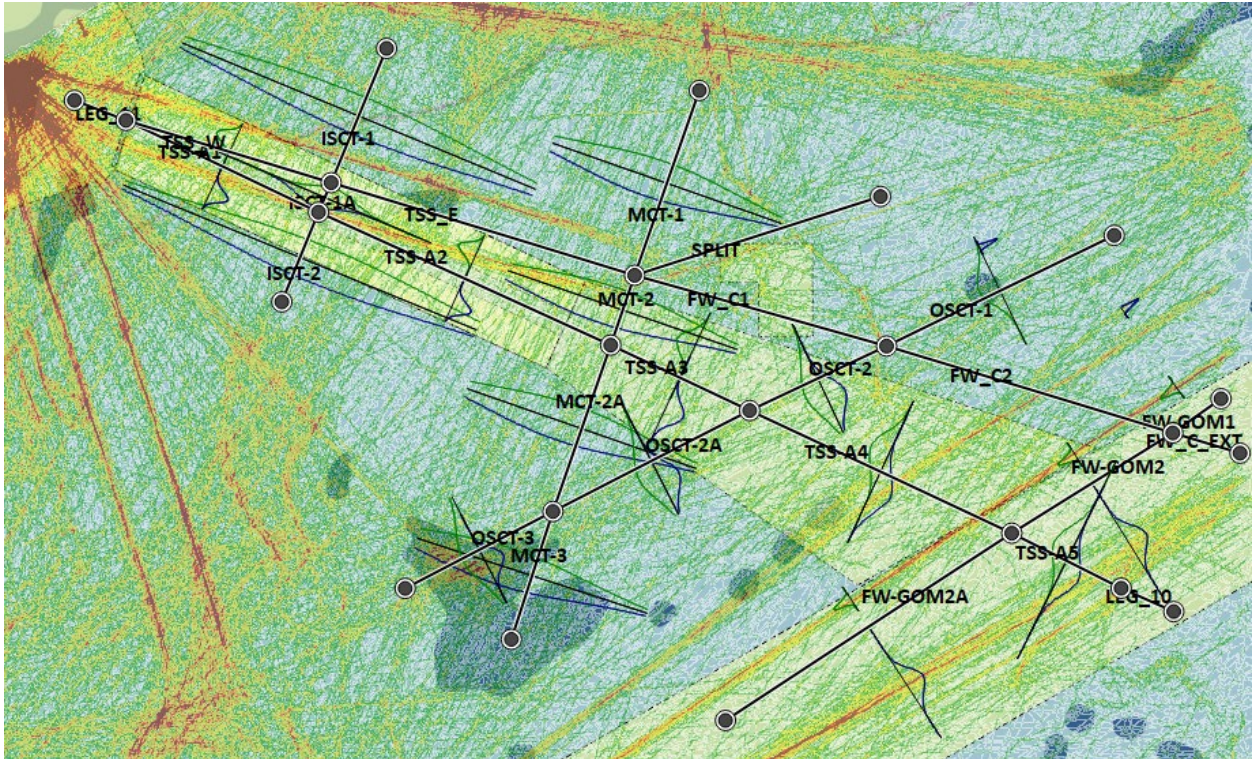 LEG_11
TSS_W
TSS-A1
ISCT-1
ISCT-1A
TSS_E
MCT-1
SPLIT
TSS-A2
ISCT-2
MCT-2
FW_C1
OSCT-1
TSS-A3
OSCT-2
FW_C2
MCT-2A
OSCT-2A
TSS-A4
FW-GOM1
FW_C_EXT
FW-GOM2
OSCT-3
MCT-3
TSS-A5
FW-GOM2A
LEG_10